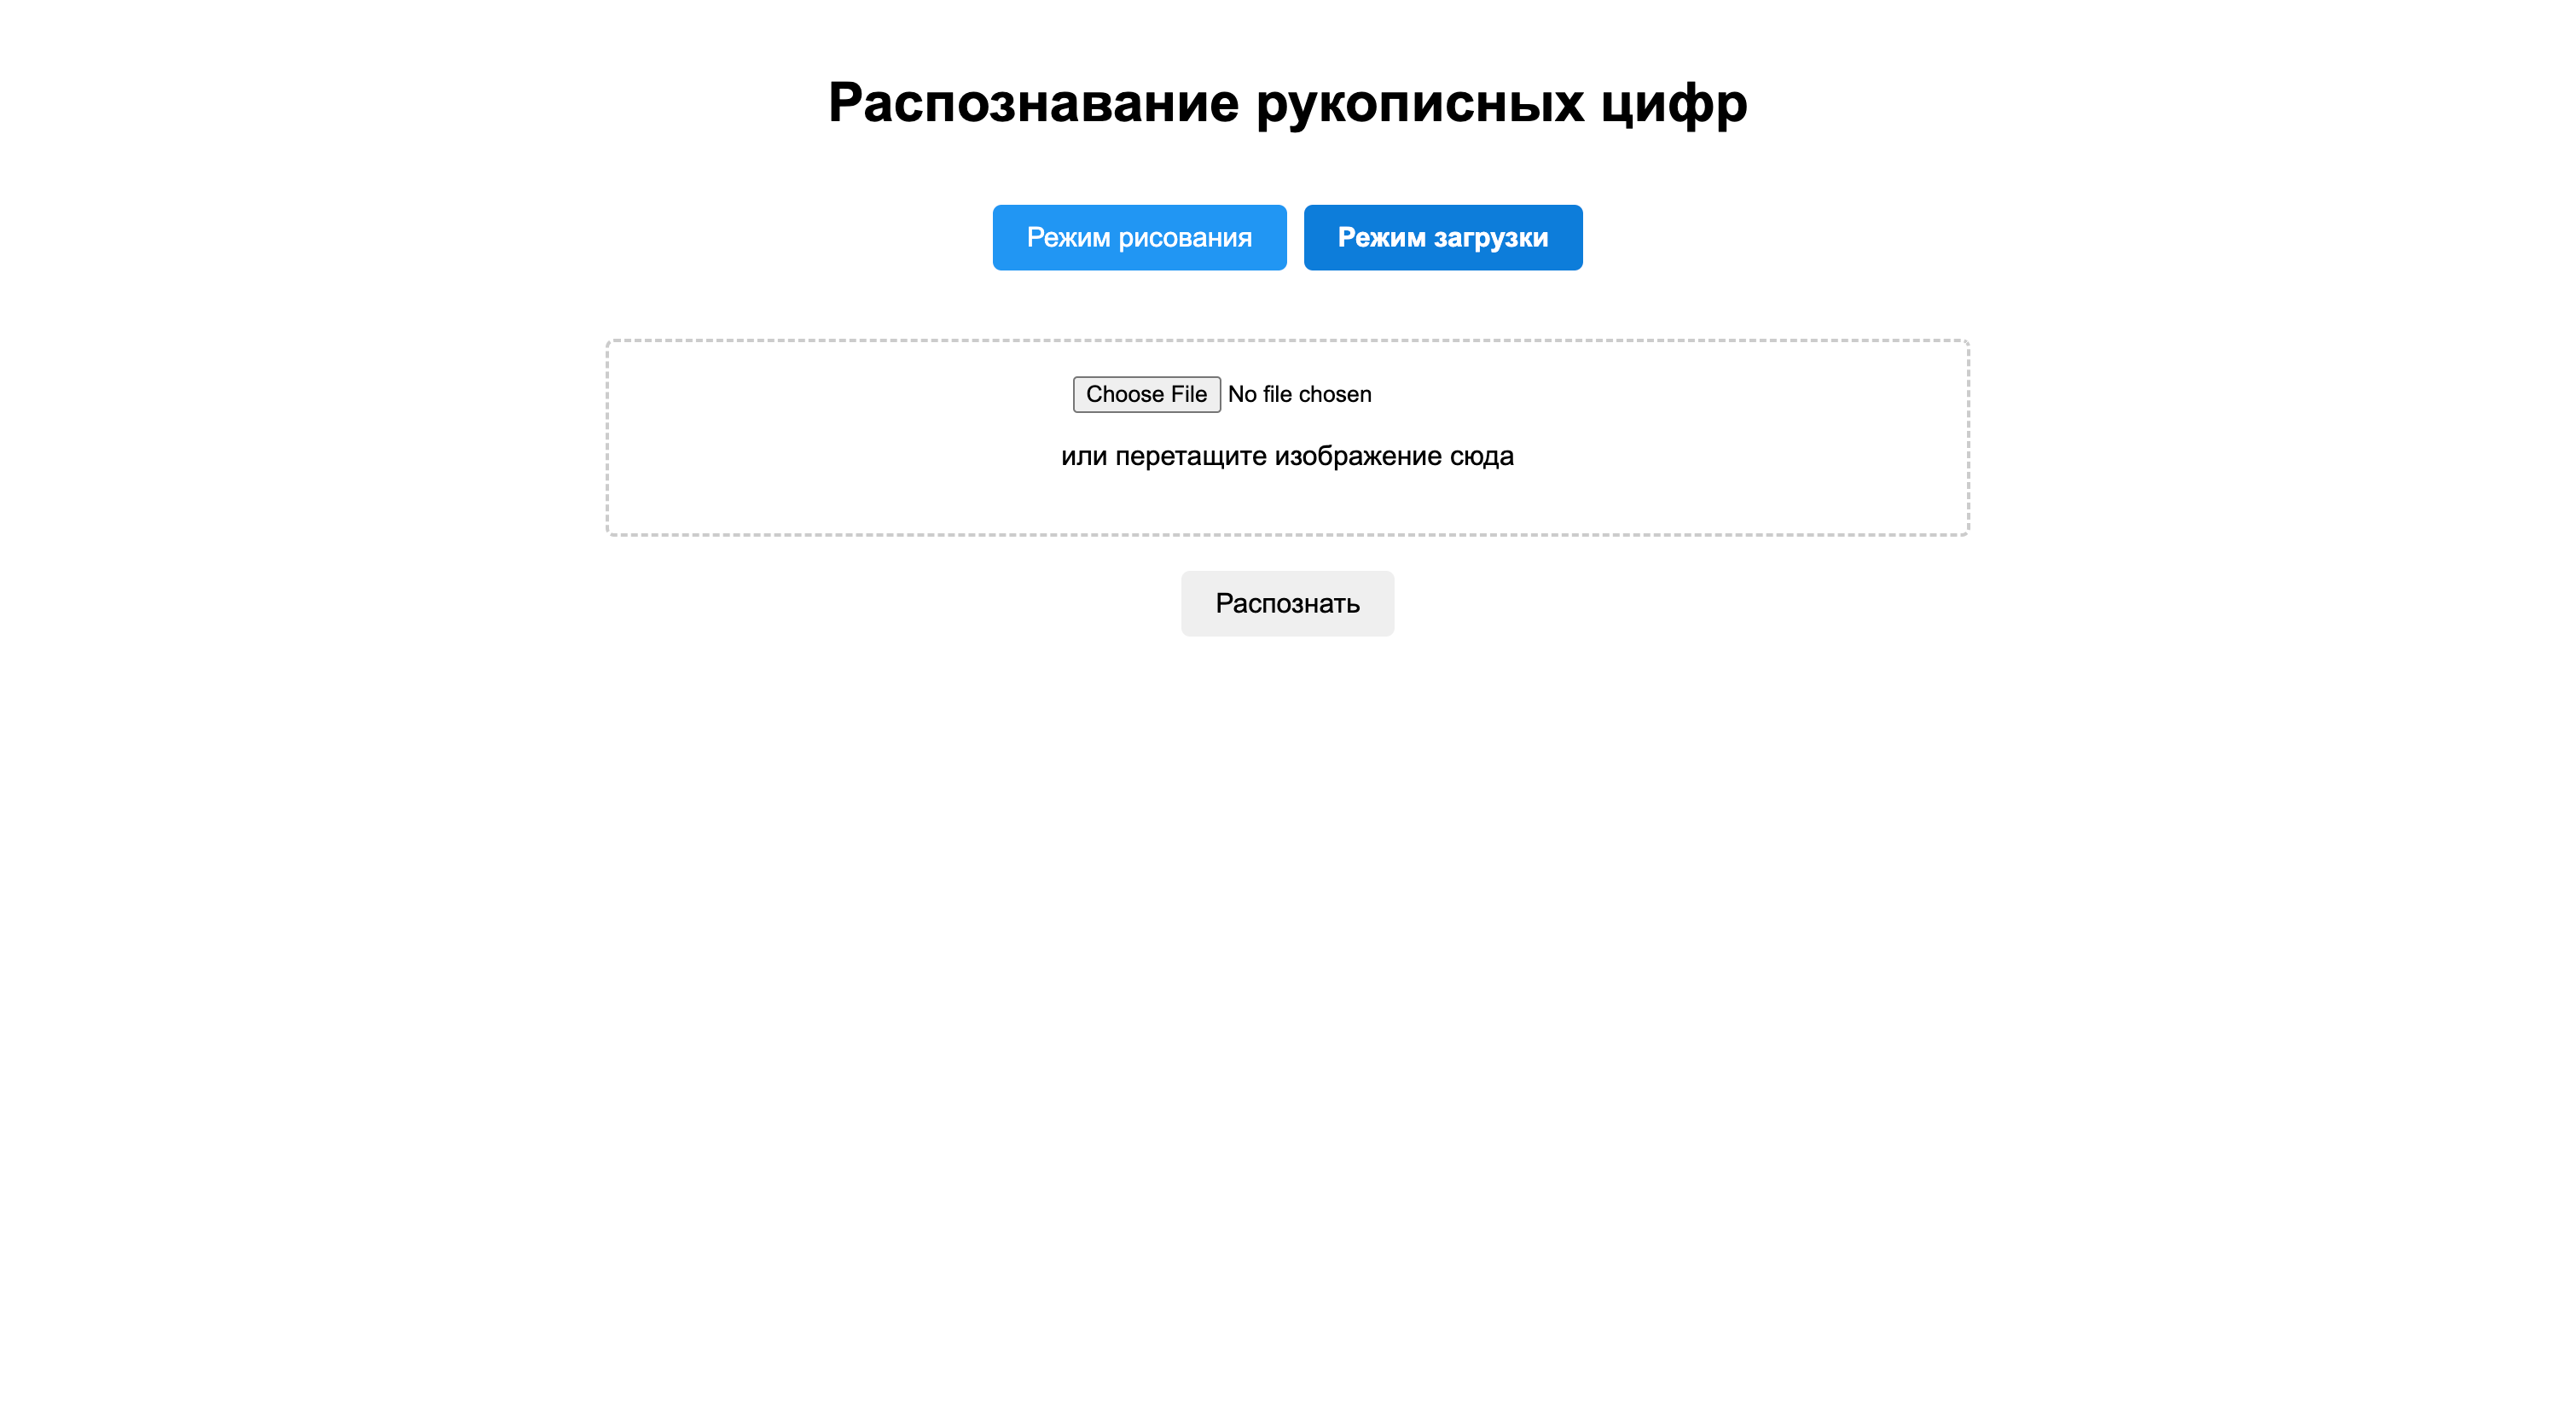 Распознавание рукописных цифр
Режим рисования Режим загрузки
Choose File No file chosen
или перетащите изображение сюда
Распознать